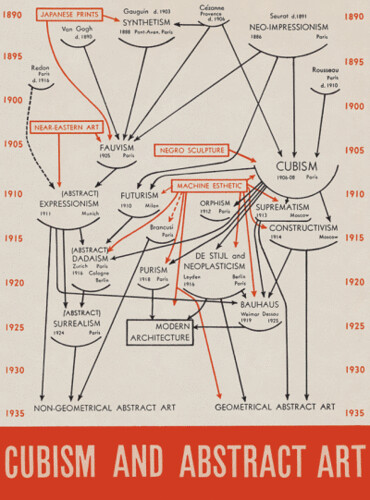 1890
JAPANESE PRINTS
Gauguin d. 1903
Van Gogh
d. 1890
SYNTHETISM
1888 Pont-Aven, Paris
Cézanne
Provence
d. 1906
Seurat d.1891
NEO-IMPRESSIONISM
1886 Paris
1890
1895
Redon
Paris
d. 1916
Rousseau
Paris
d. 1910
1895
1900
1900
NEAR-EASTERN ART
1905
FAUVISM
1905 Paris
NEGRO SCULPTURE
CUBISM
1906-08 Paris
1905
1910
(ABSTRACT)
EXPRESSIONISM
1911 Munich
FUTURISM
1910 Milan
MACHINE ESTHETIC
ORPHISM
1912 Paris
SUPREMATISM
1913 Moscow
1910
Brancusi
Paris
CONSTRUCTIVISM
1914 Moscow
1915
(ABSTRACT)
DADAISM
Zurich Paris
1916 Cologne
Berlin
PURISM
1918 Paris
DE STIJL and
NEOPLASTICISM
Leyden Berlin
1916 Paris
1915
1920
1920
(ABSTRACT)
SURREALISM
1924 Paris
MODERN
ARCHITECTURE
BAUHAUS
Weimar Dessau
1919 1925
1925
1925
1930
1930
1935
NON-GEOMETRICAL ABSTRACT ART
GEOMETRICAL ABSTRACT ART
1935
CUBISM AND ABSTRACT ART